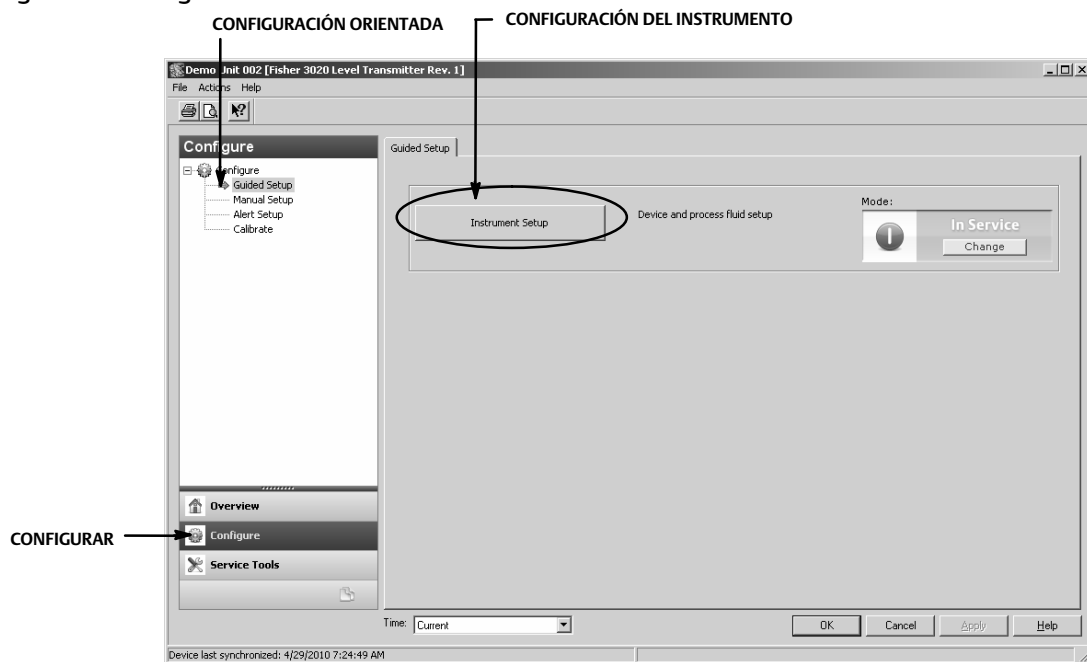 CONFIGURACIÓN ORIENTADA
CONFIGURACIÓN DEL INSTRUMENTO
Demo Unit 002 [Fisher 3020 Level Transmitter Rev. 1]
File Actions Help
Configure
Configure
Guided Setup
Manual Setup
Alert Setup
Calibrate
Guided Setup
Instrument Setup
Device and process fluid setup
Mode:
In Service
Change
Overview
CONFIGURAR
Configure
Service Tools
Time: Current
OK Cancel Apply Help
Device last synchronized: 4/29/2010 7:24:49 AM